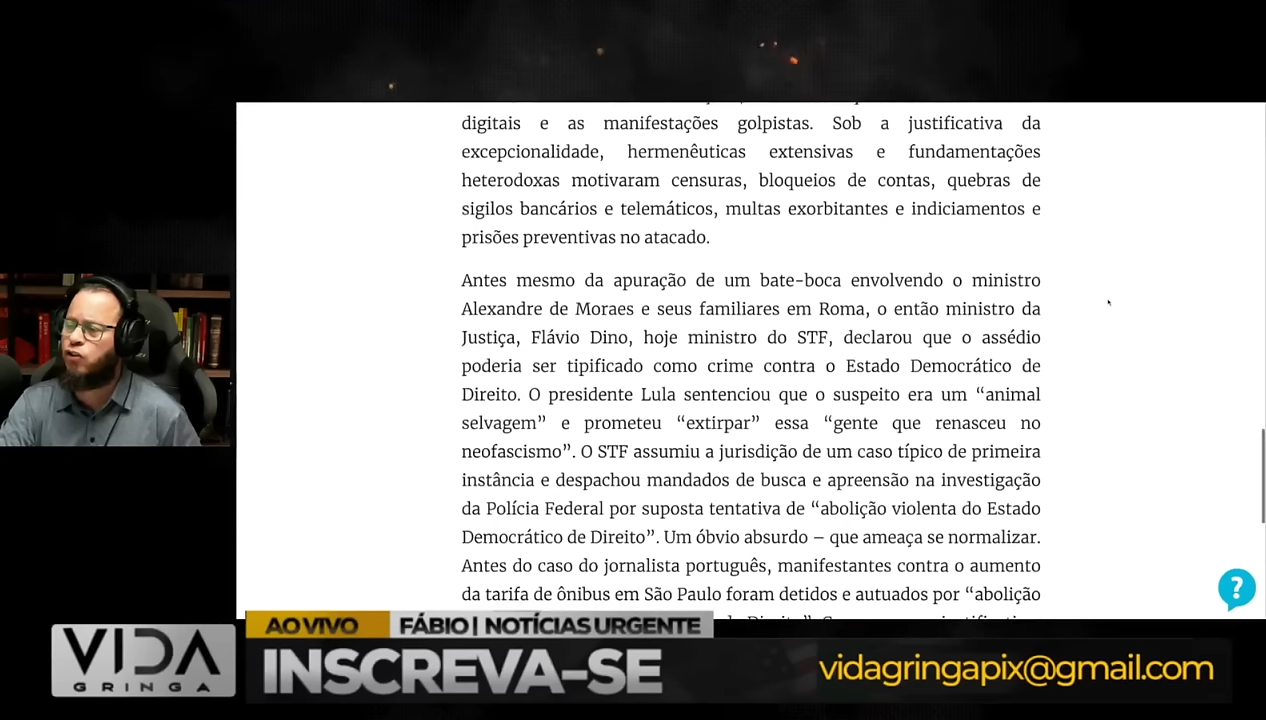 digitais e as manifestações golpistas. Sob a justificativa da
excepcionalidade, hermenêuticas extensivas e fundamentações
heterodoxas motivaram censuras, bloqueios de contas, quebras de
sigilos bancários e telemáticos, multas exorbitantes e indiciamentos e
prisões preventivas no atacado.
Antes mesmo da apuração de um bate-boca envolvendo o ministro
Alexandre de Moraes e seus familiares em Roma, o então ministro da
Justiça, Flávio Dino, hoje ministro do STF, declarou que o assédio
poderia ser tipificado como crime contra o Estado Democrático de
Direito. O presidente Lula sentenciou que o suspeito era um “animal
selvagem” e prometeu “extirpar” essa “gente que renasceu no
neofascismo”. O STF assumiu a jurisdição de um caso típico de primeira
instância e despachou mandados de busca e apreensão na investigação
da Polícia Federal por suposta tentativa de “abolição violenta do Estado
Democrático de Direito”. Um óbvio absurdo – que ameaça se normalizar.
Antes do caso do jornalista português, manifestantes contra o aumento
da tarifa de ônibus em São Paulo foram detidos e autuados por “abolição
?
AO VIVO
FÁBIO | NOTÍCIAS URGENTE
VIDA
GRINGA
INSCREVA-SE
vidagringapix@gmail.com